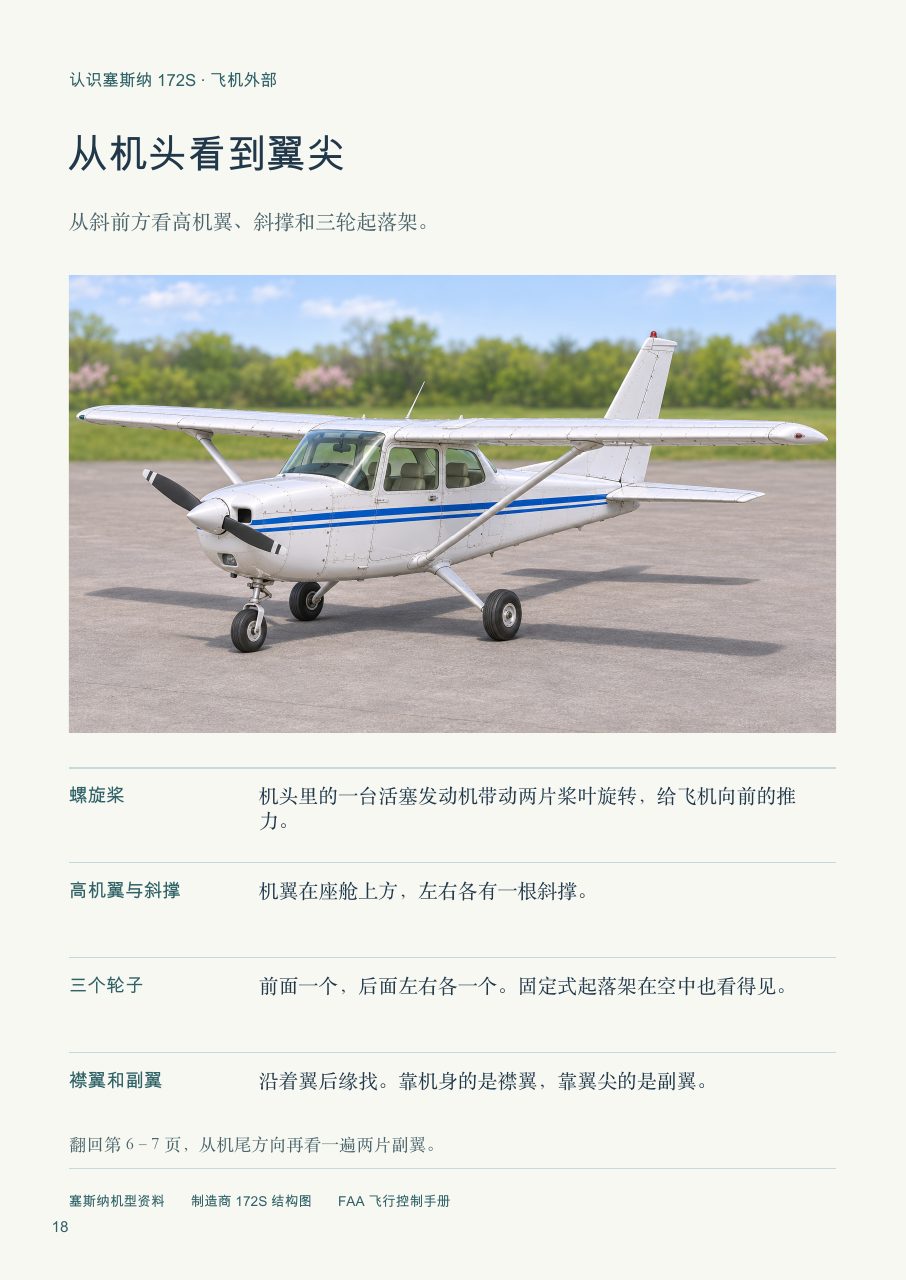 认识塞斯纳 172S · 飞机外部
从机头看到翼尖
从斜前方看高机翼、斜撑和三轮起落架。
螺旋桨
机头里的一台活塞发动机带动两片桨叶旋转，给飞机向前的推
力。
高机翼与斜撑
机翼在座舱上方，左右各有一根斜撑。
三个轮子
前面一个，后面左右各一个。固定式起落架在空中也看得见。
襟翼和副翼
沿着翼后缘找。靠机身的是襟翼，靠翼尖的是副翼。
翻回第 6 – 7 页，从机尾方向再看一遍两片副翼。
塞斯纳机型资料 制造商 172S 结构图 FAA 飞行控制手册
18